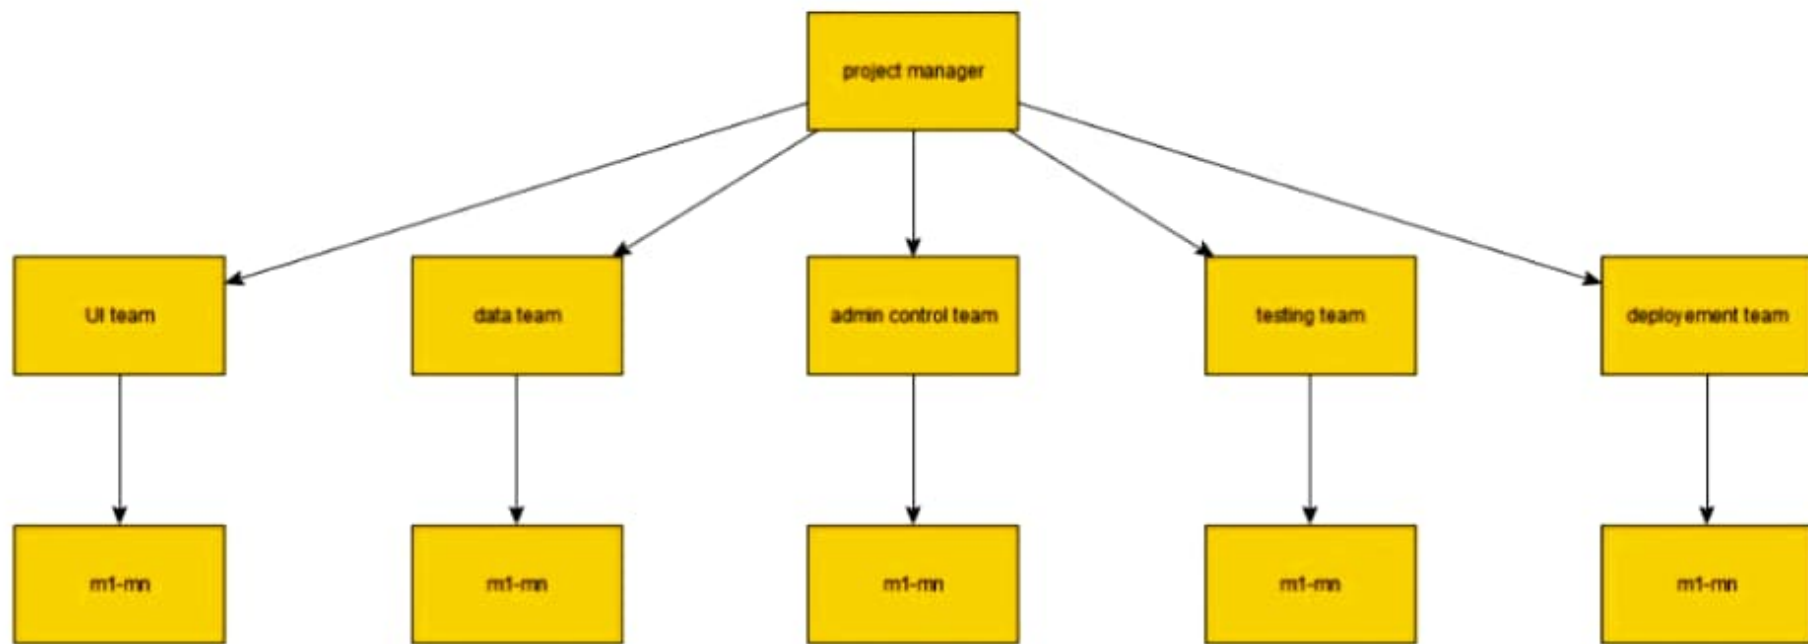 project manager
UI team
data team
admin control team
testing team
deployement team
m1-mn
m1-mn
m1-mn
m1-mn
m1-mn